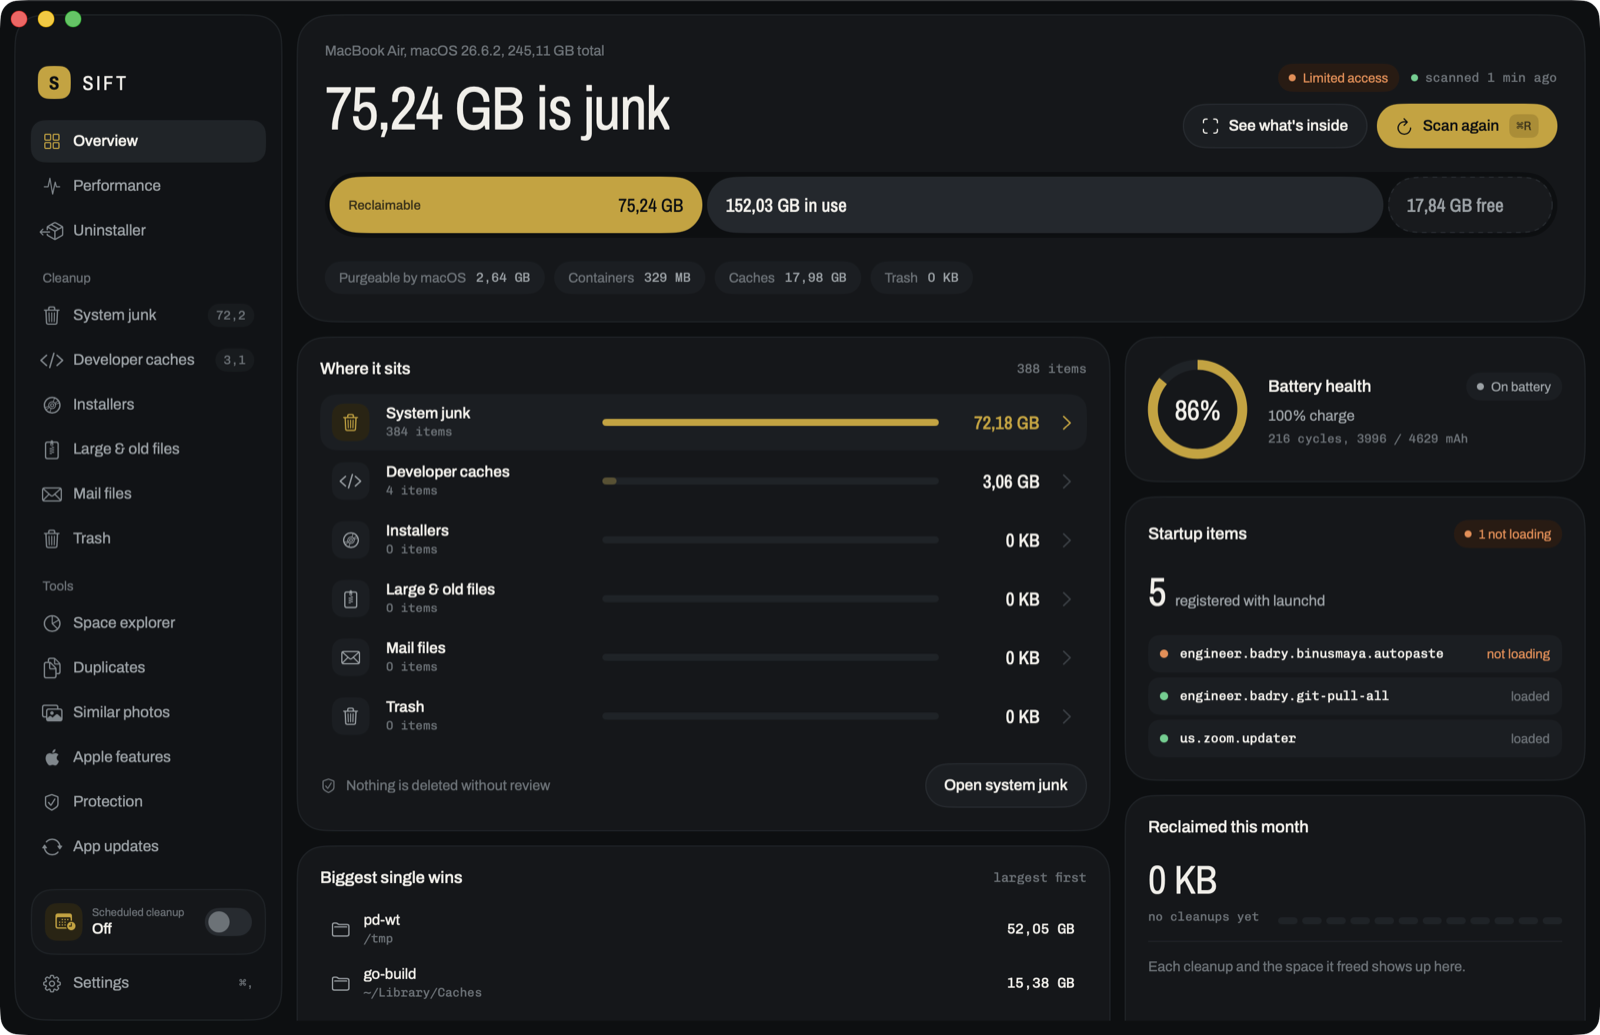 S SIFT
Overview
Performance
Uninstaller
Cleanup
System junk 72,2
Developer caches 3,1
Installers
Large & old files
Mail files
Trash
Tools
Space explorer
Duplicates
Similar photos
Apple features
Protection
App updates
Scheduled cleanup
Off
Settings ⌘,
MacBook Air, macOS 26.6.2, 245,11 GB total
75,24 GB is junk
Limited access
scanned 1 min ago
See what's inside
Scan again ⌘R
Reclaimable 75,24 GB
152,03 GB in use
17,84 GB free
Purgeable by macOS 2,64 GB
Containers 329 MB
Caches 17,98 GB
Trash 0 KB
Where it sits 388 items
System junk
384 items
72,18 GB
Developer caches
4 items
3,06 GB
Installers
0 items
0 KB
Large & old files
0 items
0 KB
Mail files
0 items
0 KB
Trash
0 items
0 KB
Nothing is deleted without review
Open system junk
Biggest single wins largest first
pd-wt
/tmp
52,05 GB
go-build
~/Library/Caches
15,38 GB
86%
Battery health
On battery
100% charge
216 cycles, 3996 / 4629 mAh
Startup items
1 not loading
5 registered with launchd
engineer.badry.binusmaya.autopaste not loading
engineer.badry.git-pull-all loaded
us.zoom.updater loaded
Reclaimed this month
0 KB
no cleanups yet
Each cleanup and the space it freed shows up here.